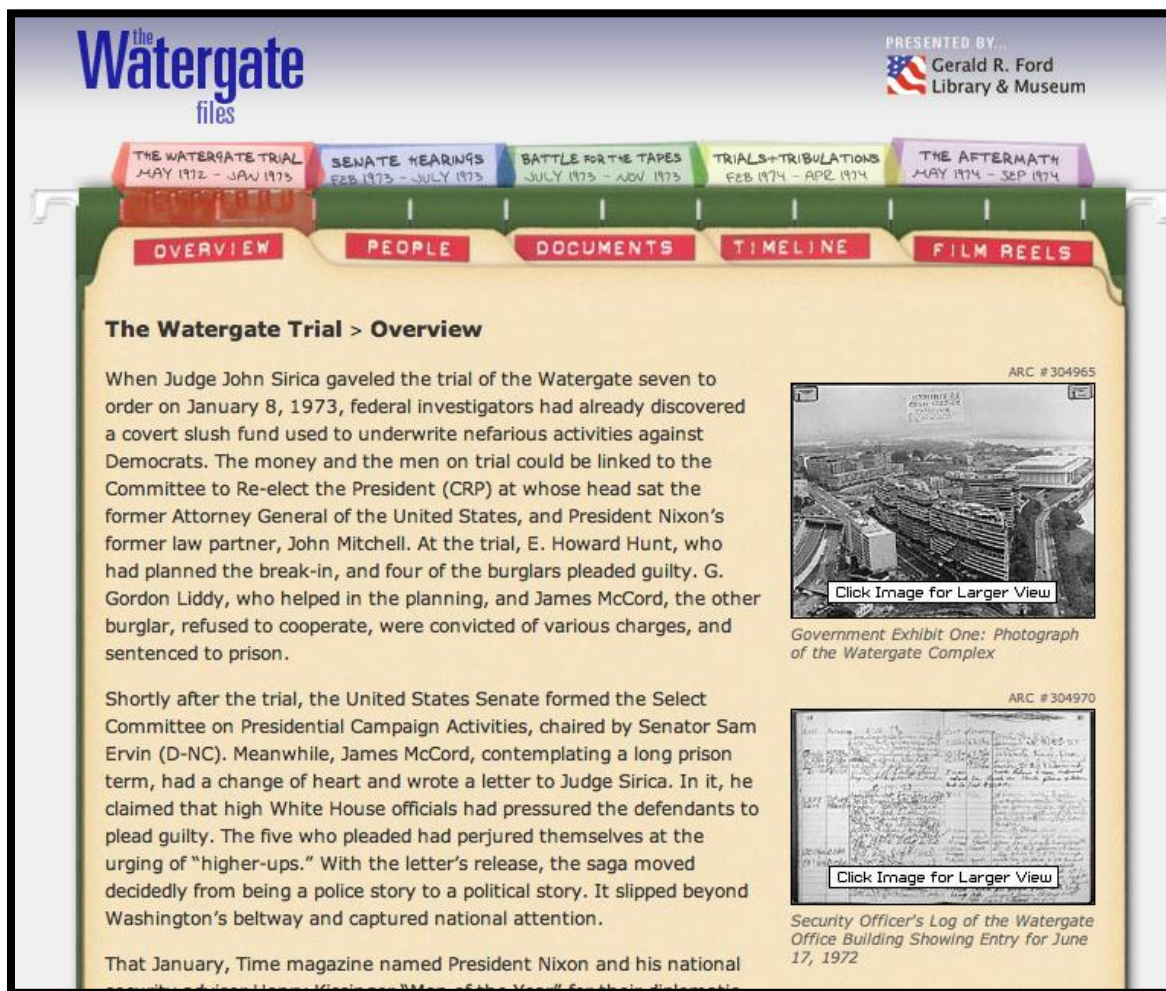 the
Watergate
files
PRESENTED BY...
Gerald R. Ford
Library & Museum
THE WATERGATE TRIAL
MAY 1972 - JAN 1973
SENATE HEARINGS
FEB 1973 - JULY 1973
BATTLE FOR THE TAPES
JULY 1973 - NOV 1973
TRIALS + TRIBULATIONS
FEB 1974 - APR 1974
THE AFTERMATH
MAY 1974 - SEP 1974
OVERVIEW
PEOPLE
DOCUMENTS
TIMELINE
FILM REELS
The Watergate Trial > Overview
When Judge John Sirica gaveled the trial of the Watergate seven to
order on January 8, 1973, federal investigators had already discovered
a covert slush fund used to underwrite nefarious activities against
Democrats. The money and the men on trial could be linked to the
Committee to Re-elect the President (CRP) at whose head sat the
former Attorney General of the United States, and President Nixon's
former law partner, John Mitchell. At the trial, E. Howard Hunt, who
had planned the break-in, and four of the burglars pleaded guilty. G.
Gordon Liddy, who helped in the planning, and James McCord, the other
burglar, refused to cooperate, were convicted of various charges, and
sentenced to prison.
Shortly after the trial, the United States Senate formed the Select
Committee on Presidential Campaign Activities, chaired by Senator Sam
Ervin (D-NC). Meanwhile, James McCord, contemplating a long prison
term, had a change of heart and wrote a letter to Judge Sirica. In it, he
claimed that high White House officials had pressured the defendants to
plead guilty. The five who pleaded had perjured themselves at the
urging of "higher-ups." With the letter's release, the saga moved
decidedly from being a police story to a political story. It slipped beyond
Washington's beltway and captured national attention.
That January, Time magazine named President Nixon and his national
security adviser Henry Kissinger "Men of the Year" for their diplomatic
ARC #304965
Click Image for Larger View
Government Exhibit One: Photograph
of the Watergate Complex
ARC #304970
Click Image for Larger View
Security Officer's Log of the Watergate
Office Building Showing Entry for June
17, 1972